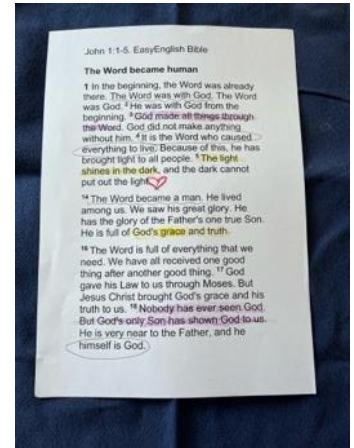 John 1:1-5. EasyEnglish Bible
The Word became human
1 In the beginning, the Word was already
there. The Word was with God. The Word
was God. 2 He was with God from the
beginning. 3 God made all things through
the Word. God did not make anything
without him. 4 It is the Word who caused
everything to live. Because of this, he has
brought light to all people. 5 The light
shines in the dark, and the dark cannot
put out the light.
14 The Word became a man. He lived
among us. We saw his great glory. He
has the glory of the Father's one true Son.
He is full of God's grace and truth.
16 The Word is full of everything that we
need. We have all received one good
thing after another good thing. 17 God
gave his Law to us through Moses. But
Jesus Christ brought God's grace and his
truth to us. 18 Nobody has ever seen God.
But God's only Son has shown God to us.
He is very near to the Father, and he
himself is God.